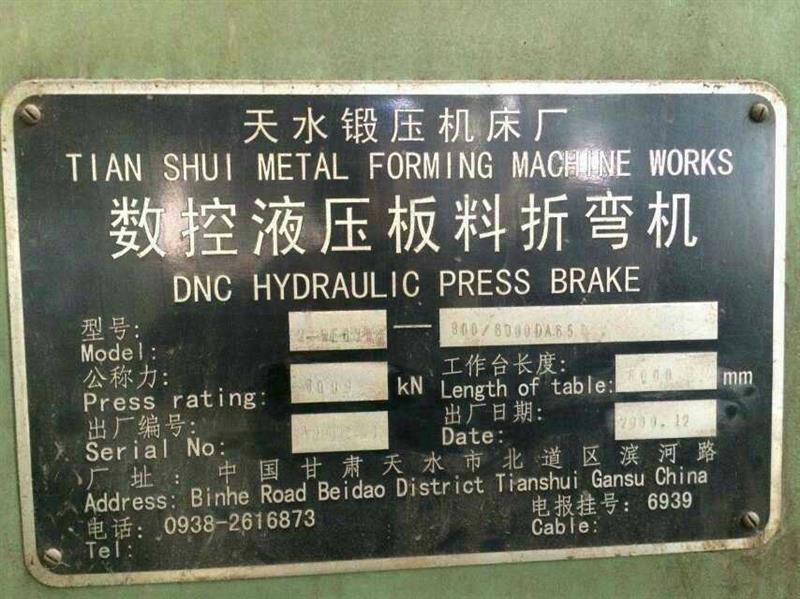 天水锻压机床厂
TIAN SHUI METAL FORMING MACHINE WORKS
数控液压板料折弯机
DNC HYDRAULIC PRESS BRAKE
型号: —
Model:
公称力: kN 工作台长度: mm
Press rating: Length of table:
出厂编号: 出厂日期: 2000.12
Serial No: Date:
厂址: 中国甘肃天水市北道区滨河路
Address: Binhe Road Beidao District Tianshui Gansu China
电话: 0938-2616873 电报挂号: 6939
Tel: Cable: